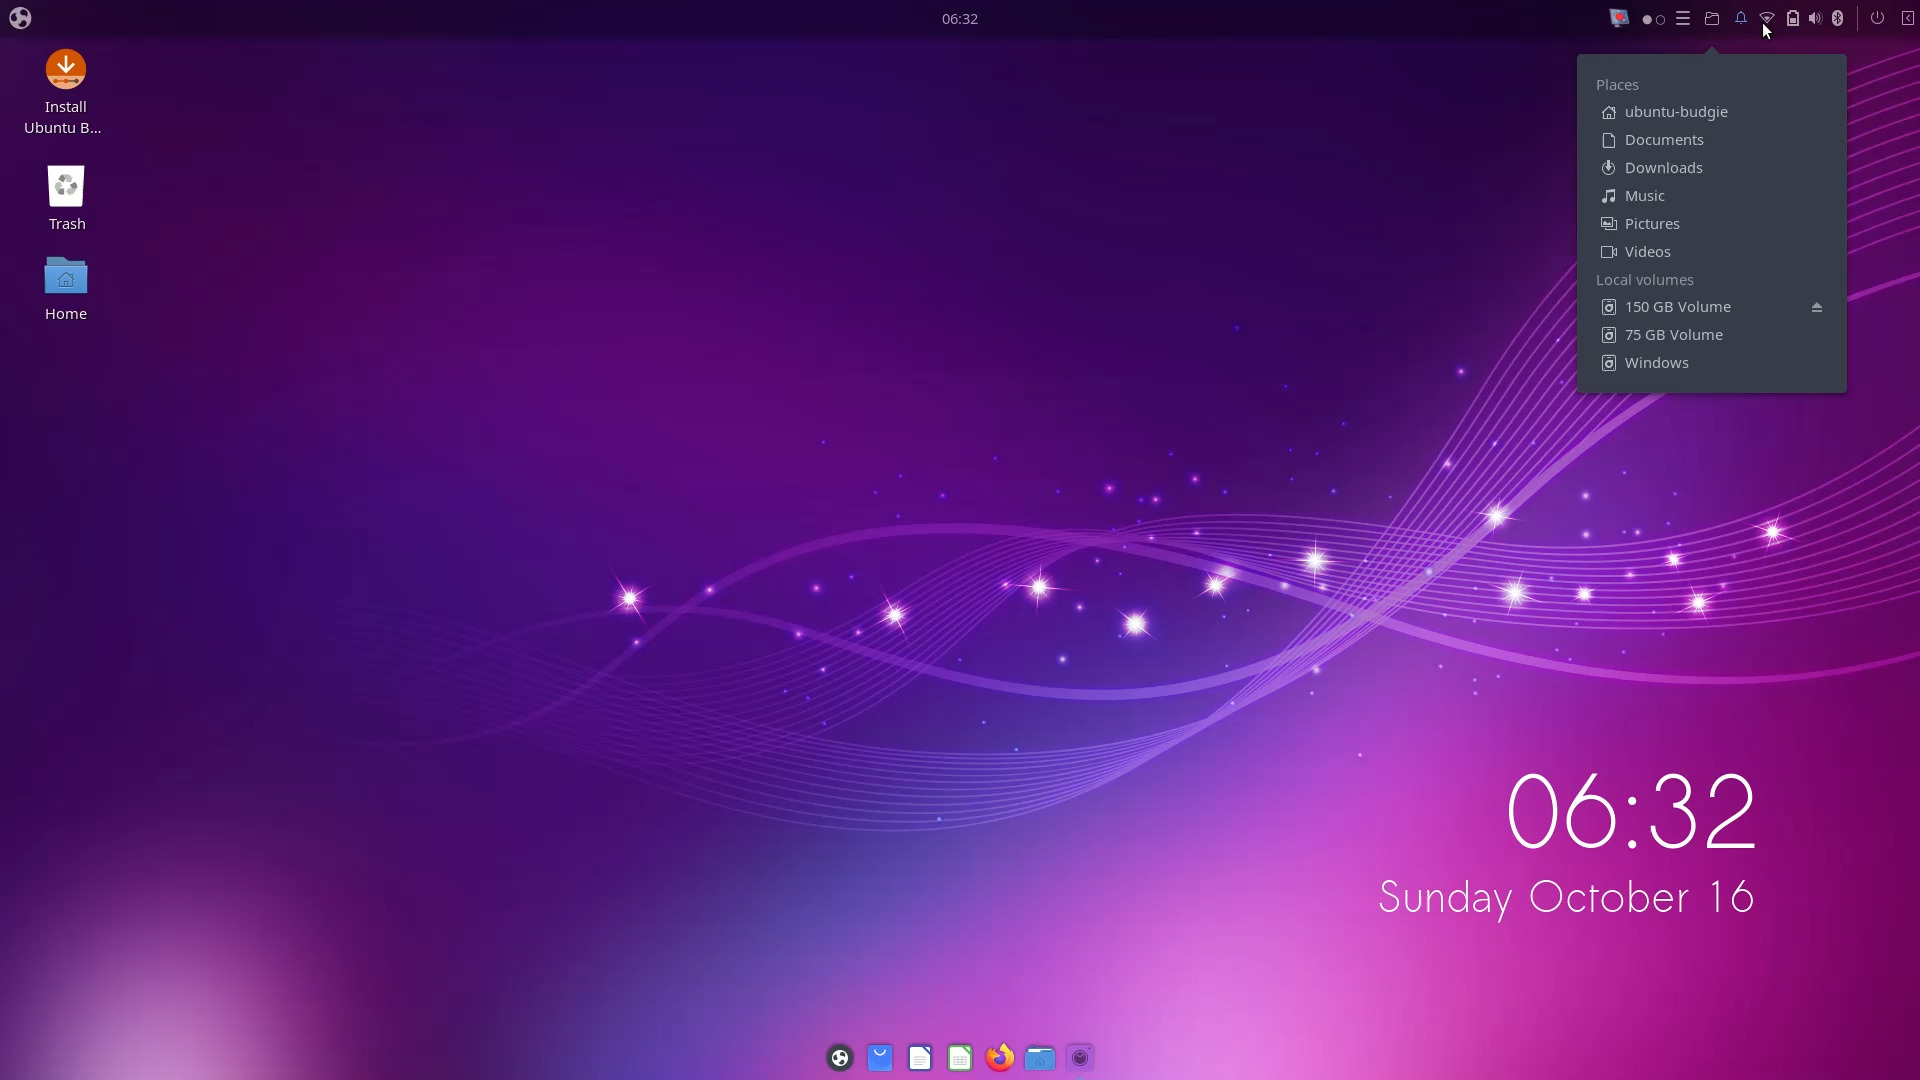 06:32
Install
Ubuntu B...
Trash
Home
Places
ubuntu-budgie
Documents
Downloads
Music
Pictures
Videos
Local volumes
150 GB Volume
75 GB Volume
Windows
06:32
Sunday October 16